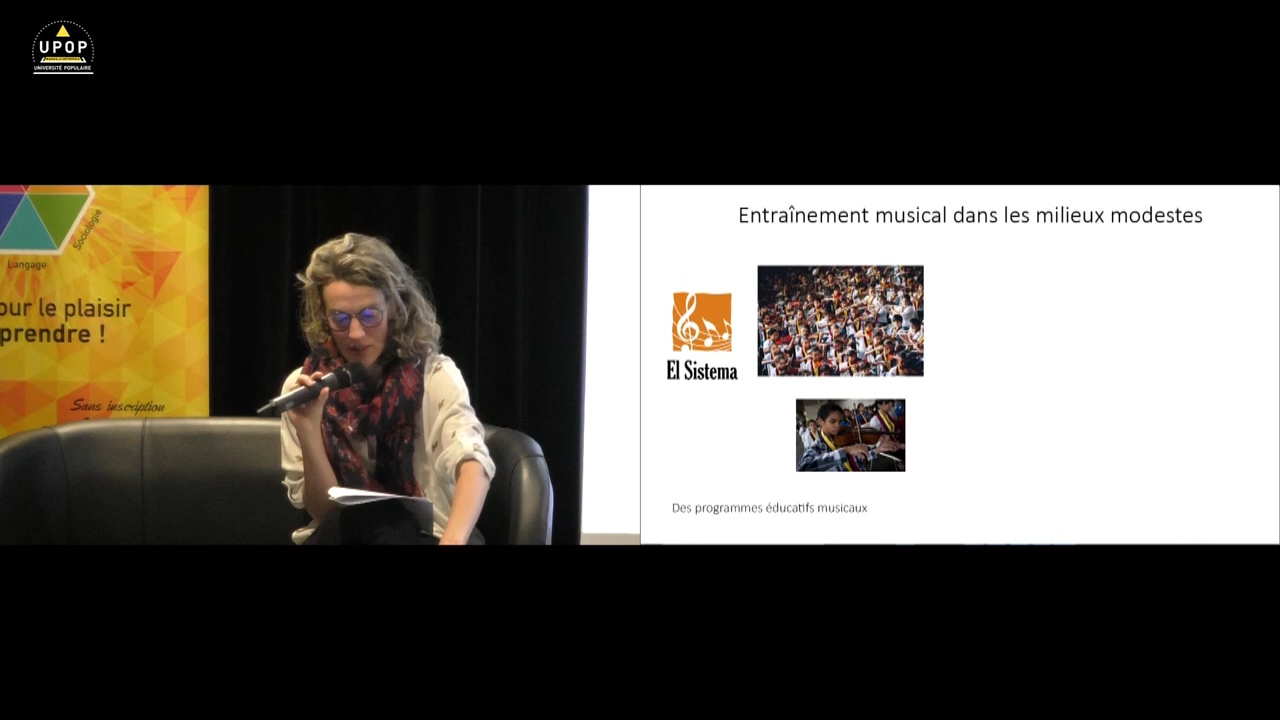 UPOP
UNIVERSITÉ POPULAIRE
Sociologie
Langage
our le plaisir
prendre !
Sans inscription
Entraînement musical dans les milieux modestes
El Sistema
Des programmes éducatifs musicaux